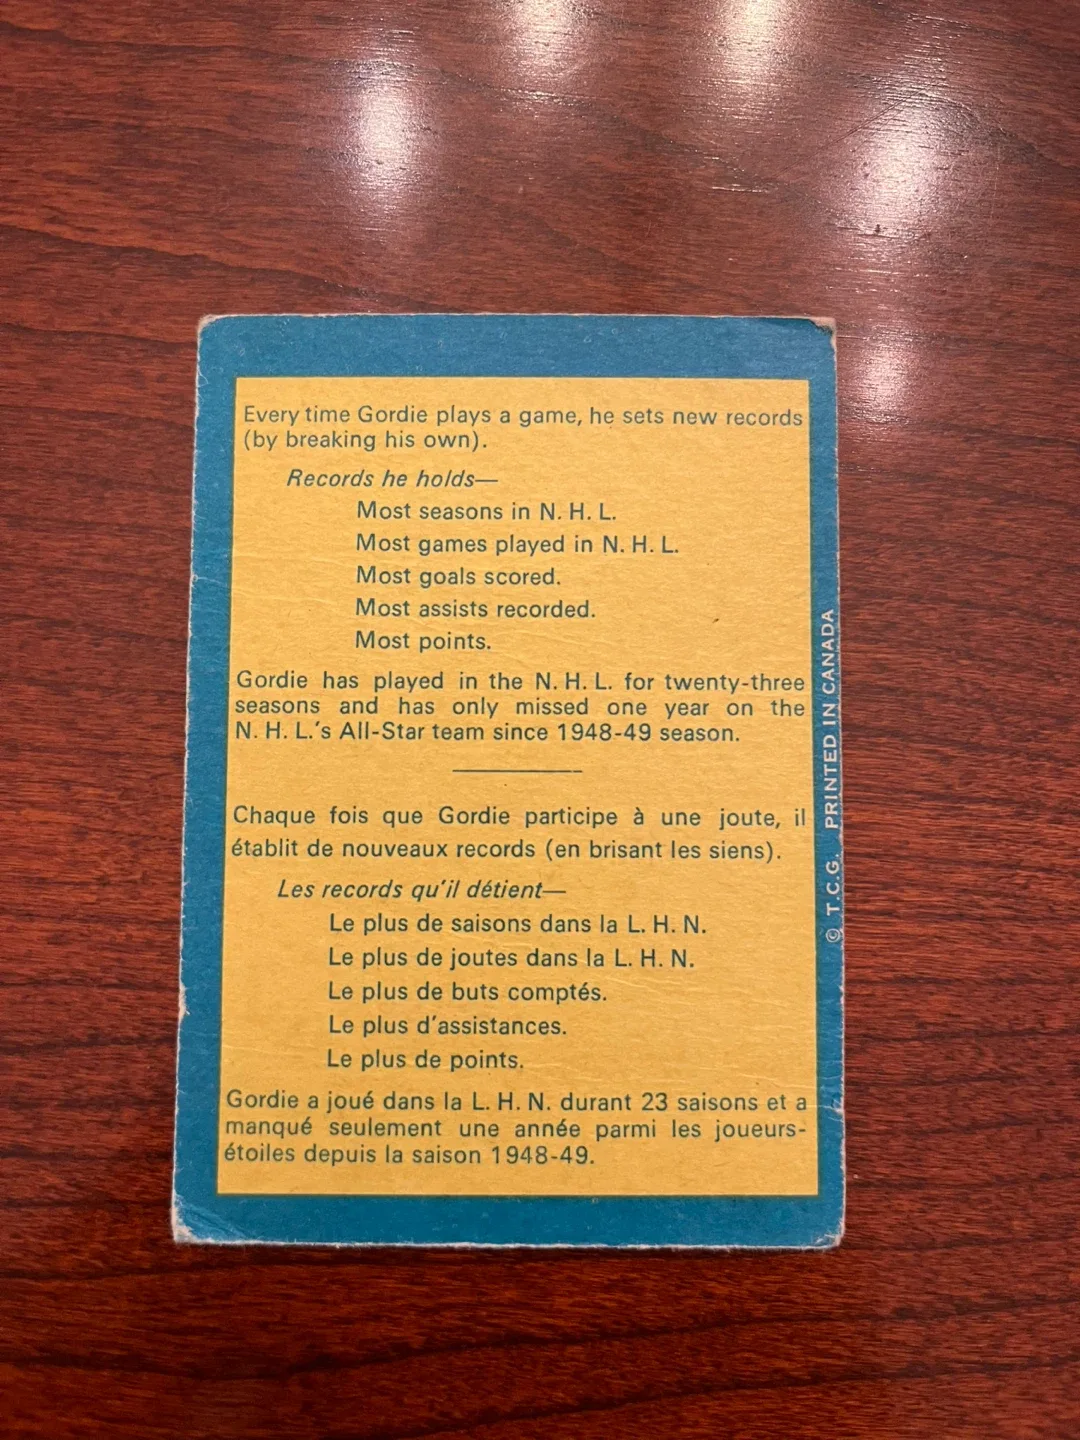 Every time Gordie plays a game, he sets new records
(by breaking his own).
Records he holds—
Most seasons in N. H. L.
Most games played in N. H. L.
Most goals scored.
Most assists recorded.
Most points.
Gordie has played in the N. H. L. for twenty-three
seasons and has only missed one year on the
N. H. L.'s All-Star team since 1948-49 season.
Chaque fois que Gordie participe à une joute, il
établit de nouveaux records (en brisant les siens).
Les records qu'il détient—
Le plus de saisons dans la L. H. N.
Le plus de joutes dans la L. H. N.
Le plus de buts comptés.
Le plus d'assistances.
Le plus de points.
Gordie a joué dans la L. H. N. durant 23 saisons et a
manqué seulement une année parmi les joueurs-
étoiles depuis la saison 1948-49.
© T.C.G. PRINTED IN CANADA